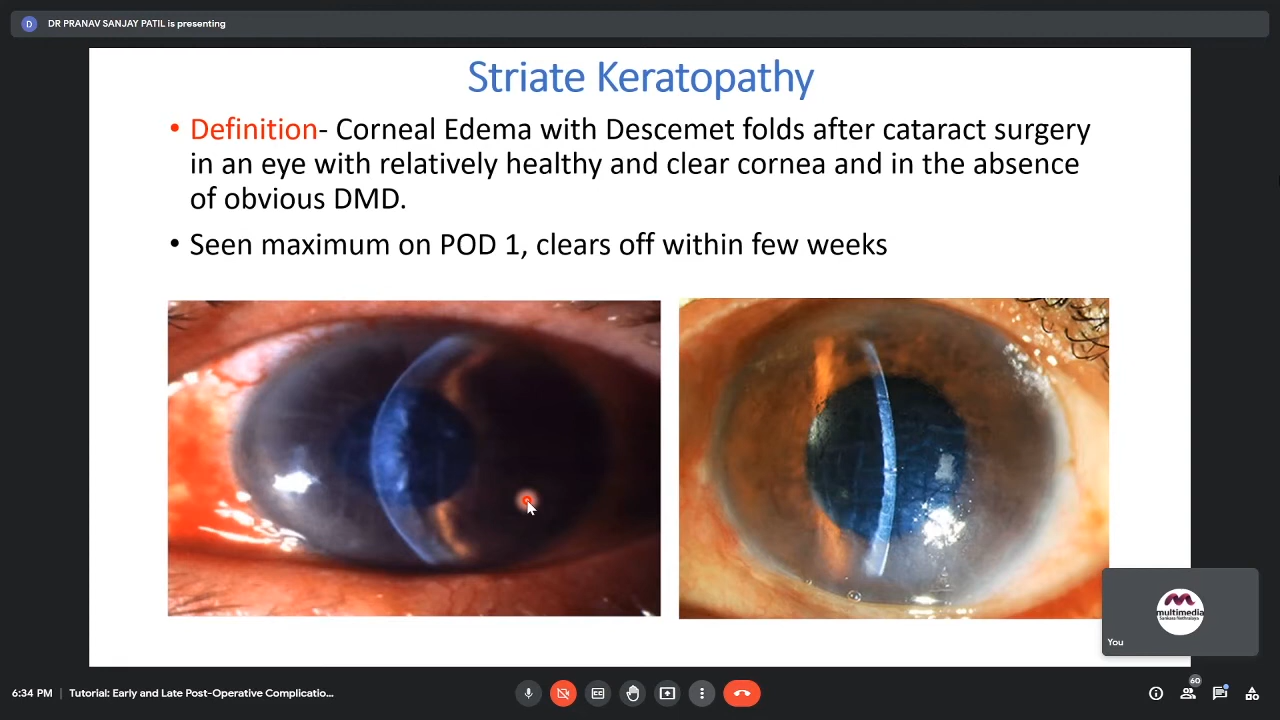 D
DR PRANAV SANJAY PATIL is presenting
Striate Keratopathy
• Definition- Corneal Edema with Descemet folds after cataract surgery
in an eye with relatively healthy and clear cornea and in the absence
of obvious DMD.
• Seen maximum on POD 1, clears off within few weeks
multimedia
Sankara Nethralaya
You
6:34 PM | Tutorial: Early and Late Post-Operative Complicatio...
60